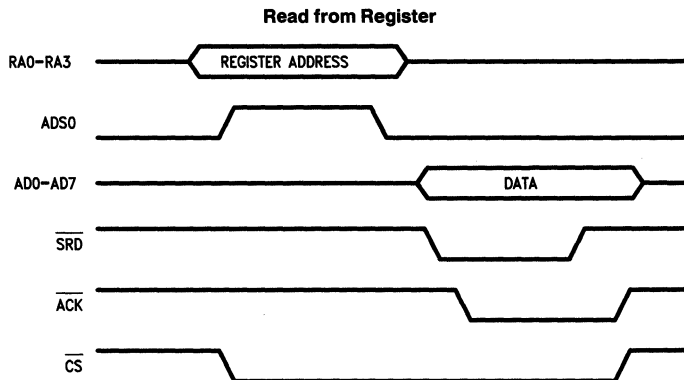 Read from Register
RA0–RA3 REGISTER ADDRESS
ADS0
AD0–AD7 DATA
SRD
ACK
CS